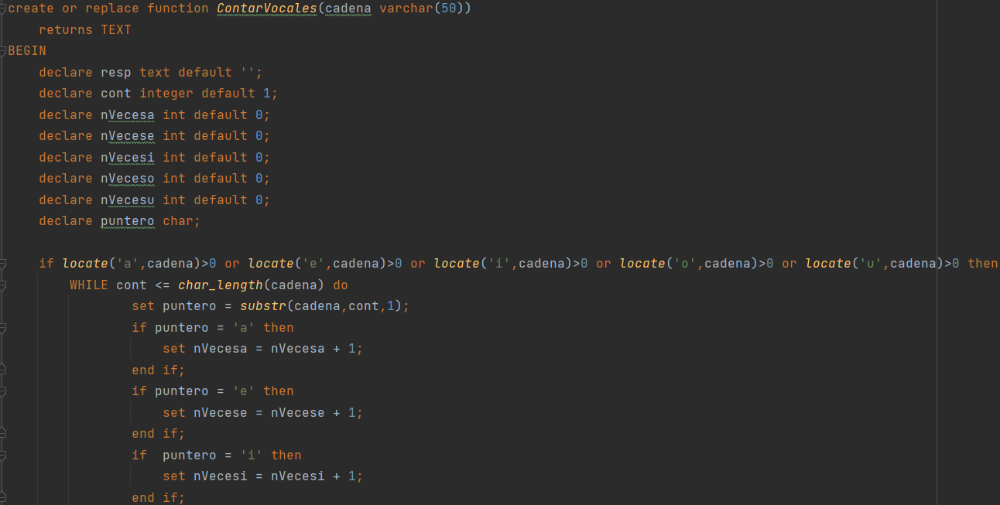 create or replace function ContarVocales(cadena varchar(50))
    returns TEXT
BEGIN
    declare resp text default '';
    declare cont integer default 1;
    declare nVecesa int default 0;
    declare nVecese int default 0;
    declare nVecesi int default 0;
    declare nVeceso int default 0;
    declare nVecesu int default 0;
    declare puntero char;
    if locate('a',cadena)>0 or locate('e',cadena)>0 or locate('i',cadena)>0 or locate('o',cadena)>0 or locate('u',cadena)>0 then
        WHILE cont <= char_length(cadena) do
                set puntero = substr(cadena,cont,1);
                if puntero = 'a' then
                    set nVecesa = nVecesa + 1;
                end if;
                if puntero = 'e' then
                    set nVecese = nVecese + 1;
                end if;
                if  puntero = 'i' then
                    set nVecesi = nVecesi + 1;
                end if;